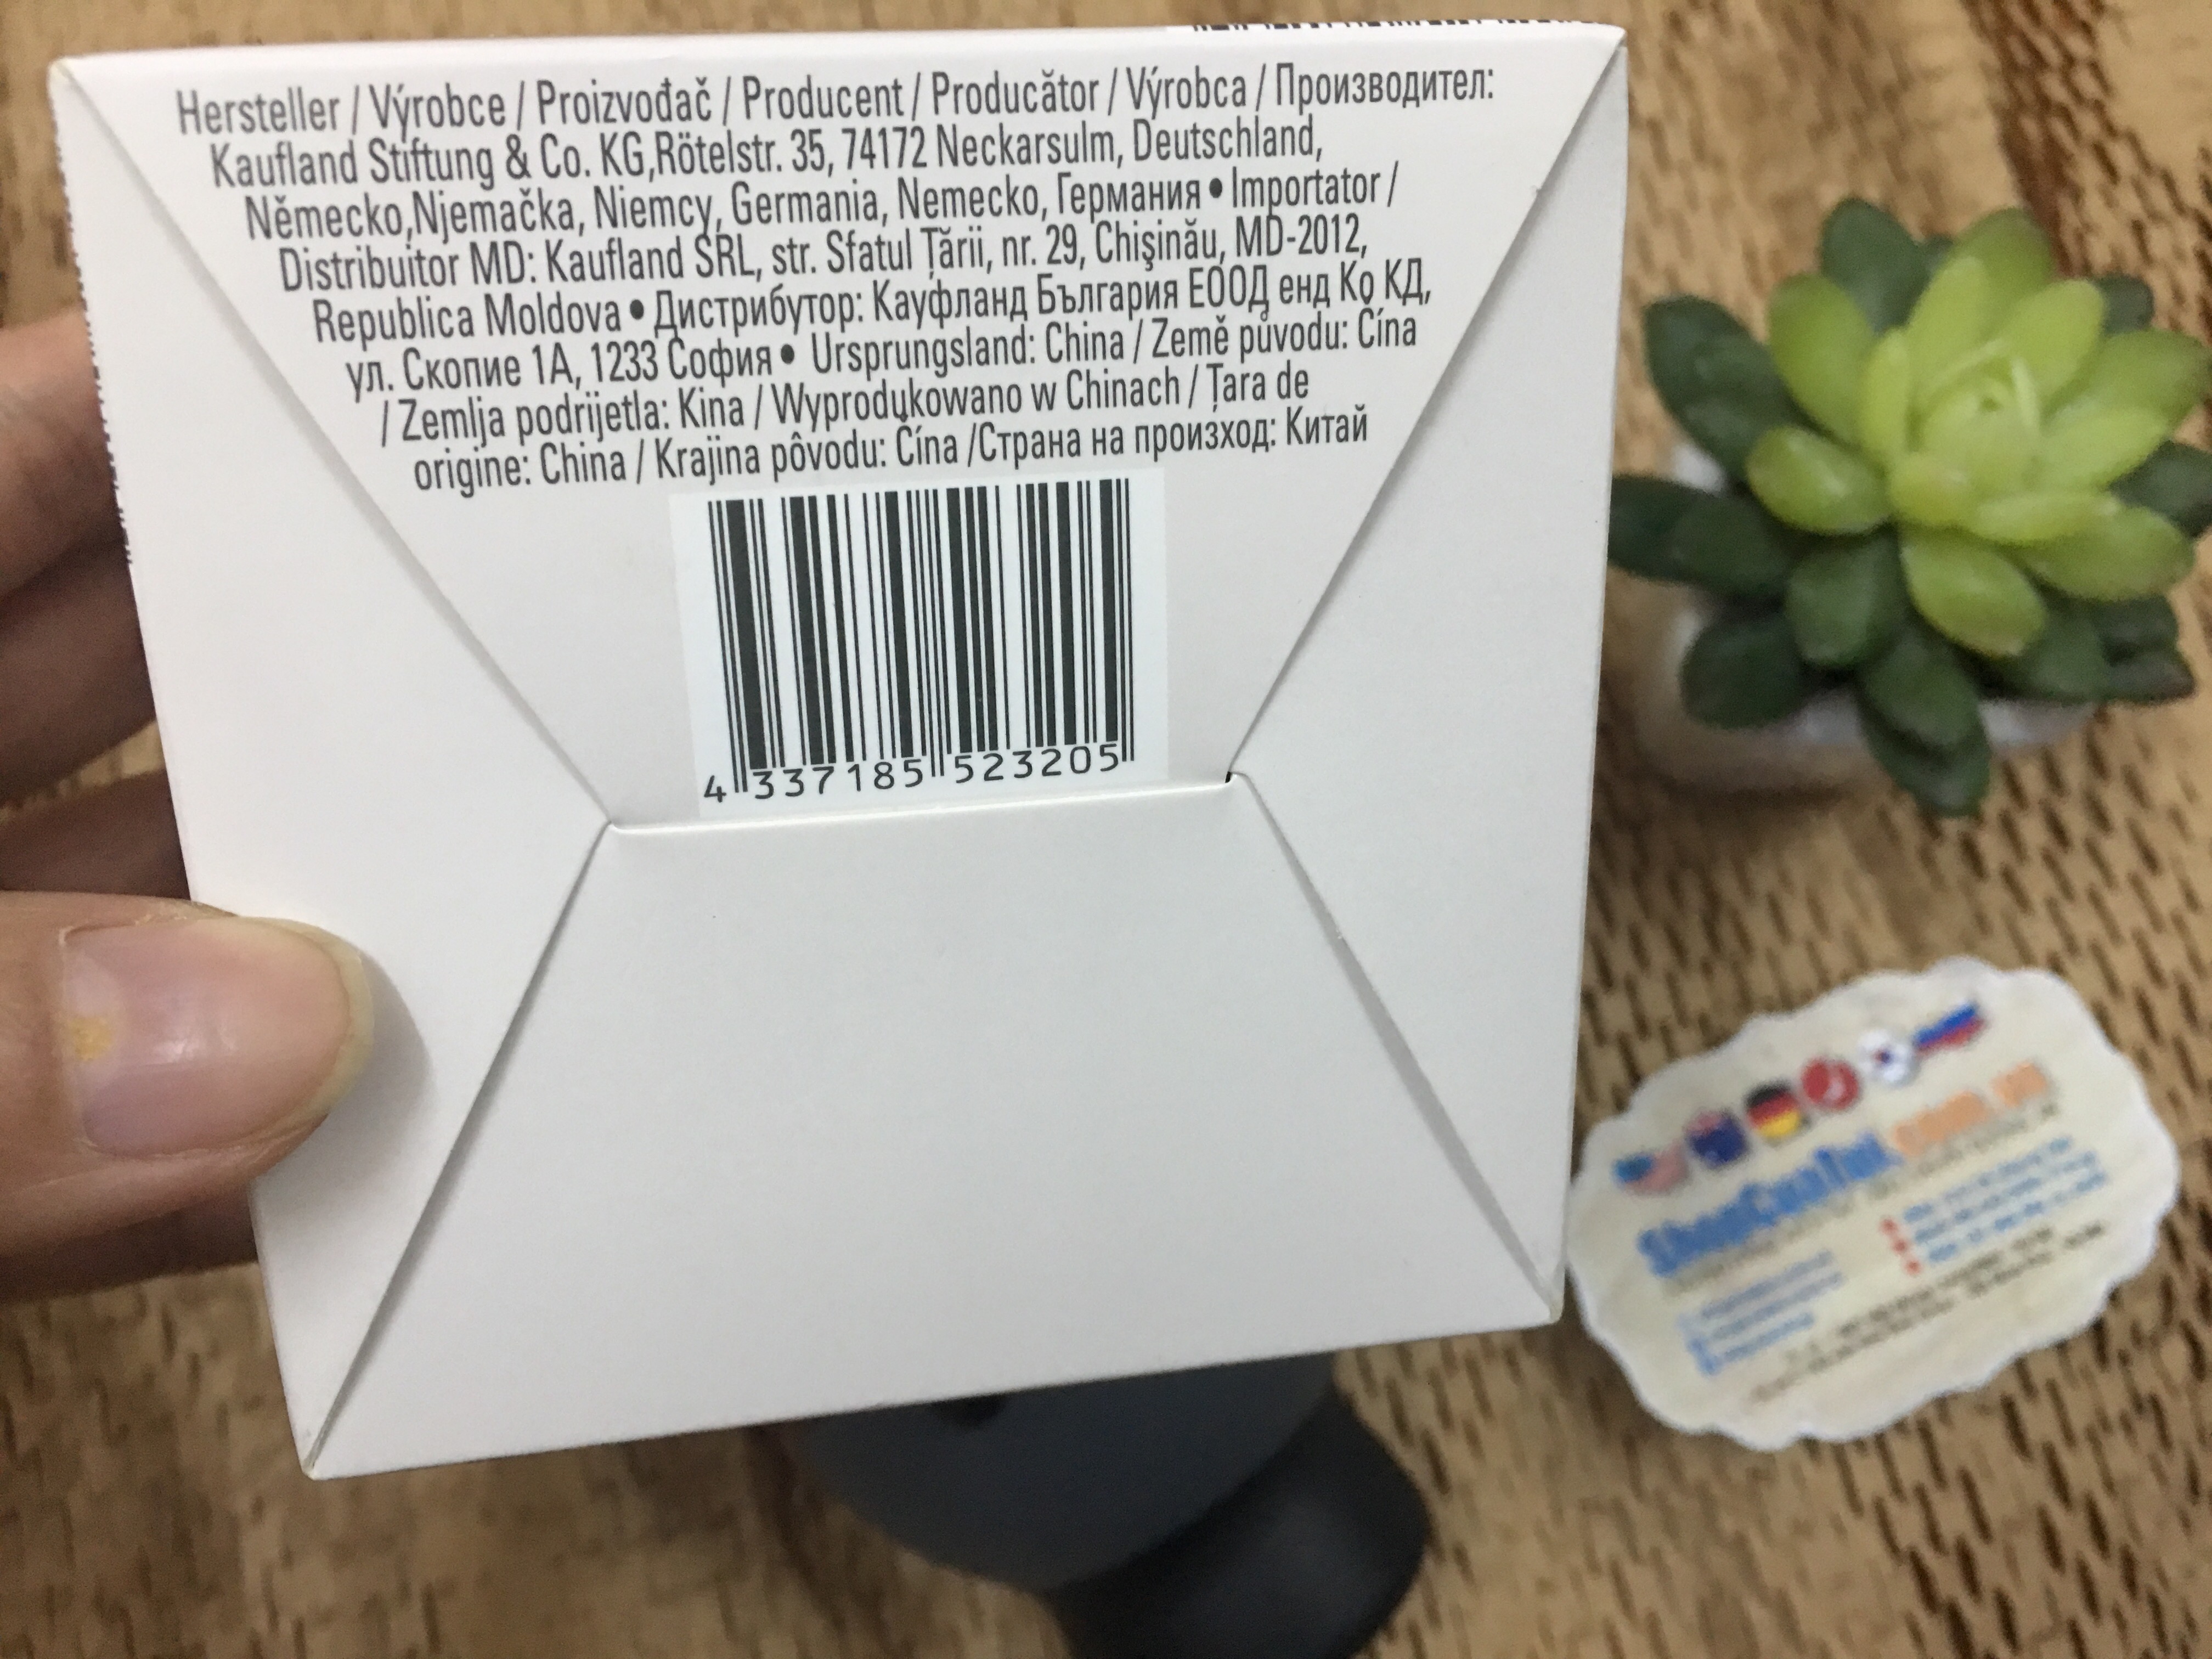 Hersteller / Výrobce / Proizvođač / Producent / Producător / Výrobca / Производител:
Kaufland Stiftung & Co. KG,Rötelstr. 35, 74172 Neckarsulm, Deutschland,
Německo,Njemačka, Niemcy, Germania, Nemecko, Германия • Importator /
Distribuitor MD: Kaufland SRL, str. Sfatul Țării, nr. 29, Chişinău, MD-2012,
Republica Moldova • Дистрибутор: Кауфланд България ЕООД енд Ко КД,
ул. Скопие 1А, 1233 София • Ursprungsland: China / Země původu: Čína
/ Zemlja podrijetla: Kina / Wyprodukowano w Chinach / Țara de
origine: China / Krajina pôvodu: Čína /Страна на произход: Китай
4 337185 523205